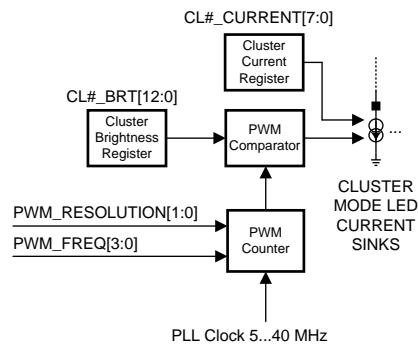 CL#_CURRENT[7:0]
Cluster
Current
Register
CL#_BRT[12:0]
Cluster
Brightness
Register
PWM
Comparator
...
CLUSTER
MODE LED
CURRENT
SINKS
PWM_RESOLUTION[1:0]
PWM_FREQ[3:0]
PWM
Counter
PLL Clock 5...40 MHz